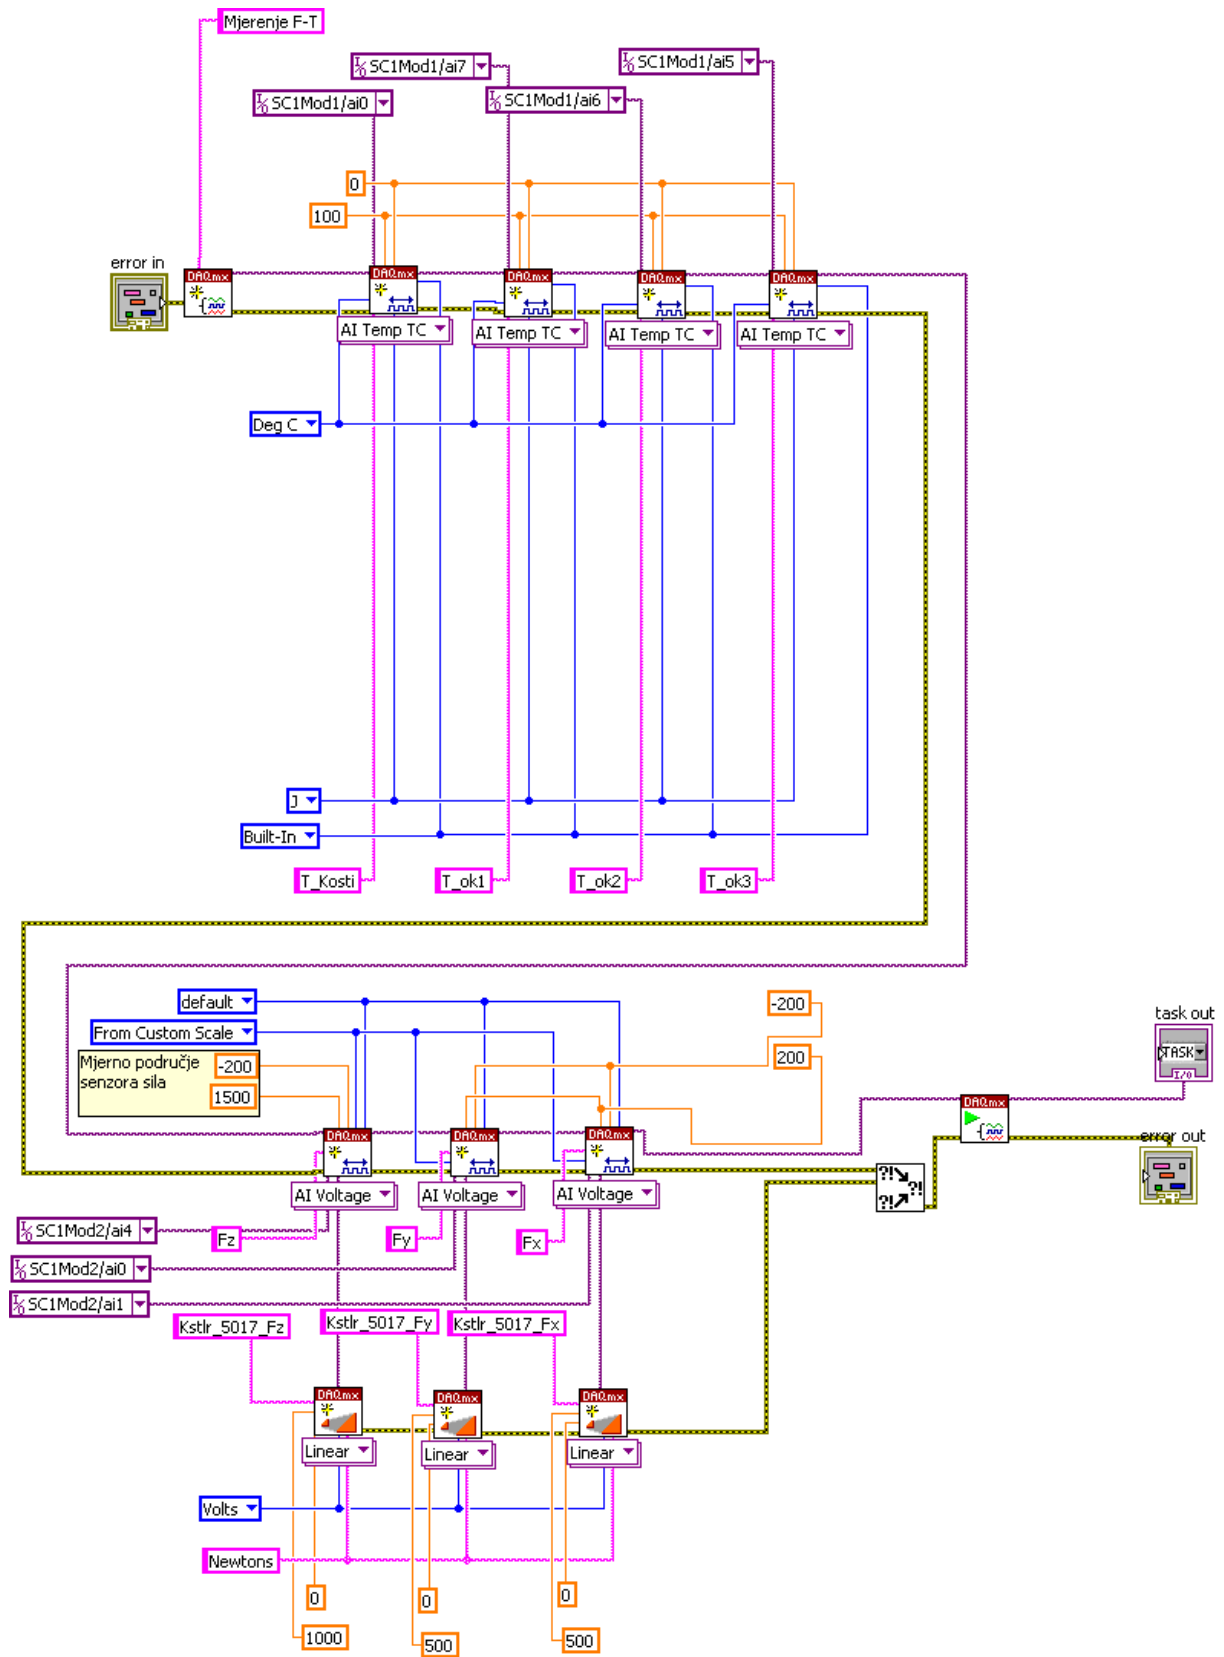 Mjerenje F-T
SC1Mod1/ai7
SC1Mod1/ai5
SC1Mod1/ai0
SC1Mod1/ai6
0
100
error in
DAQmx
DAQmx
DAQmx
DAQmx
DAQmx
AI Temp TC
AI Temp TC
AI Temp TC
AI Temp TC
Deg C
J
Built-In
T_Kosti
T_ok1
T_ok2
T_ok3
default
-200
From Custom Scale
task out
Mjerno područje
senzora sila
-200
1500
200
TASK
I/O
DAQmx
DAQmx
DAQmx
DAQmx
error out
?!
?!
?!
AI Voltage
AI Voltage
AI Voltage
SC1Mod2/ai4
Fz
Fy
Fx
SC1Mod2/ai0
SC1Mod2/ai1
Kstlr_5017_Fz
Kstlr_5017_Fy
Kstlr_5017_Fx
DAQmx
DAQmx
DAQmx
Linear
Linear
Linear
Volts
Newtons
0
0
0
1000
500
500